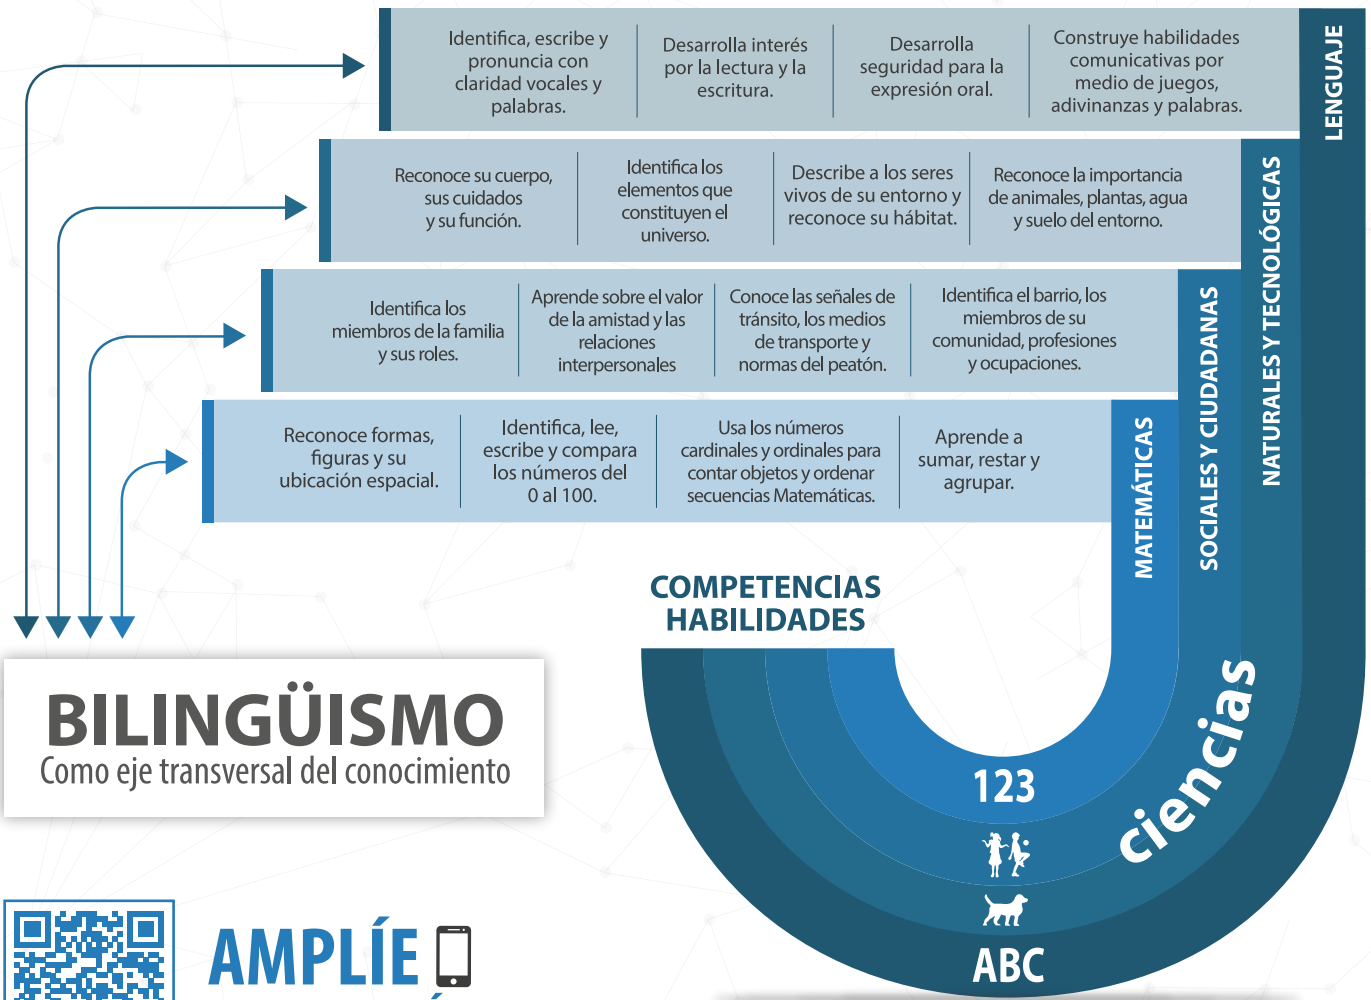 Identifica, escribe y
pronuncia con
claridad vocales y
palabras.
Desarrolla interés
por la lectura y la
escritura.
Desarrolla
seguridad para la
expresión oral.
Construye habilidades
comunicativas por
medio de juegos,
adivinanzas y palabras.
LENGUAJE
Reconoce su cuerpo,
sus cuidados
y su función.
Identifica los
elementos que
constituyen el
universo.
Describe a los seres
vivos de su entorno y
reconoce su hábitat.
Reconoce la importancia
de animales, plantas, agua
y suelo del entorno.
NATURALES Y TECNOLÓGICAS
Identifica los
miembros de la familia
y sus roles.
Aprende sobre el valor
de la amistad y las
relaciones
interpersonales
Conoce las señales de
tránsito, los medios
de transporte y
normas del peatón.
Identifica el barrio, los
miembros de su
comunidad, profesiones
y ocupaciones.
SOCIALES Y CIUDADANAS
Reconoce formas,
figuras y su
ubicación espacial.
Identifica, lee,
escribe y compara
los números del
0 al 100.
Usa los números
cardinales y ordinales para
contar objetos y ordenar
secuencias Matemáticas.
Aprende a
sumar, restar y
agrupar.
MATEMÁTICAS
COMPETENCIAS
HABILIDADES
BILINGÜISMO
Como eje transversal del conocimiento
123
ciencias
ABC
AMPLÍE